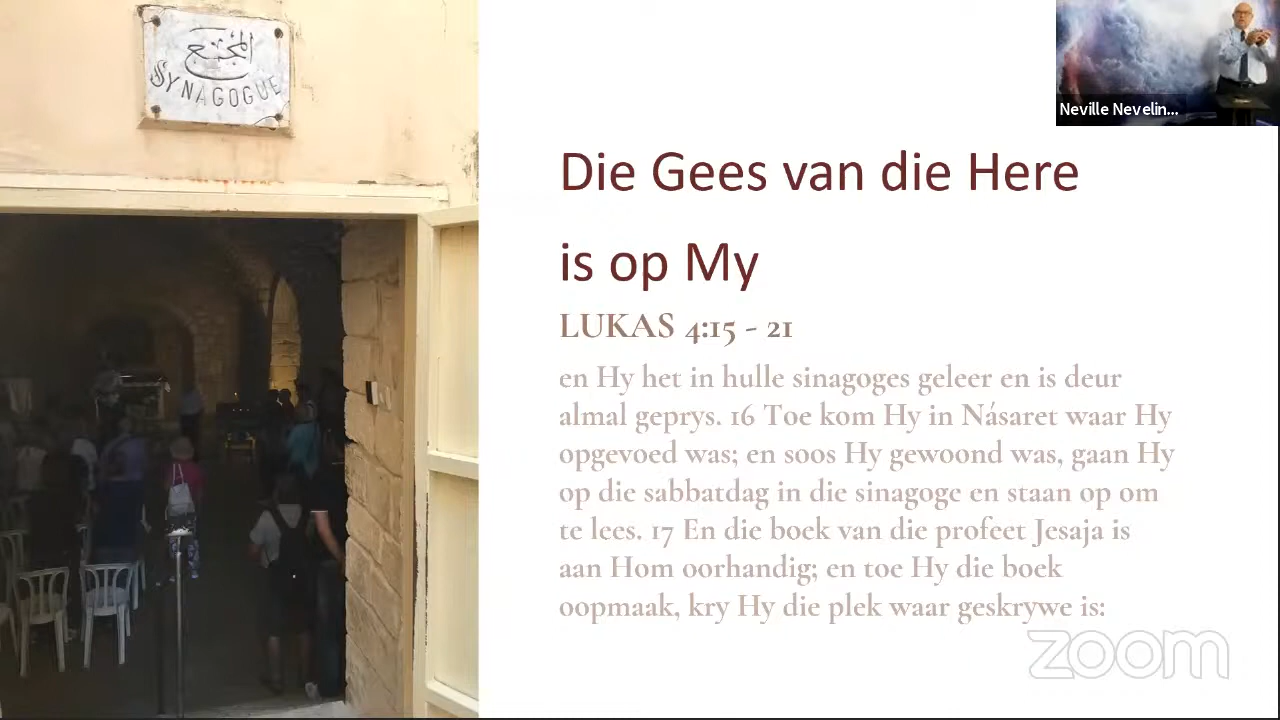 المجمع
SYNAGOGUE
Neville Nevelin...
Die Gees van die Here
is op My
LUKAS 4:15 - 21
en Hy het in hulle sinagoges geleer en is deur
almal geprys. 16 Toe kom Hy in Násaret waar Hy
opgevoed was; en soos Hy gewoond was, gaan Hy
op die sabbatdag in die sinagoge en staan op om
te lees. 17 En die boek van die profeet Jesaja is
aan Hom oorhandig; en toe Hy die boek
oopmaak, kry Hy die plek waar geskrywe is:
zoom